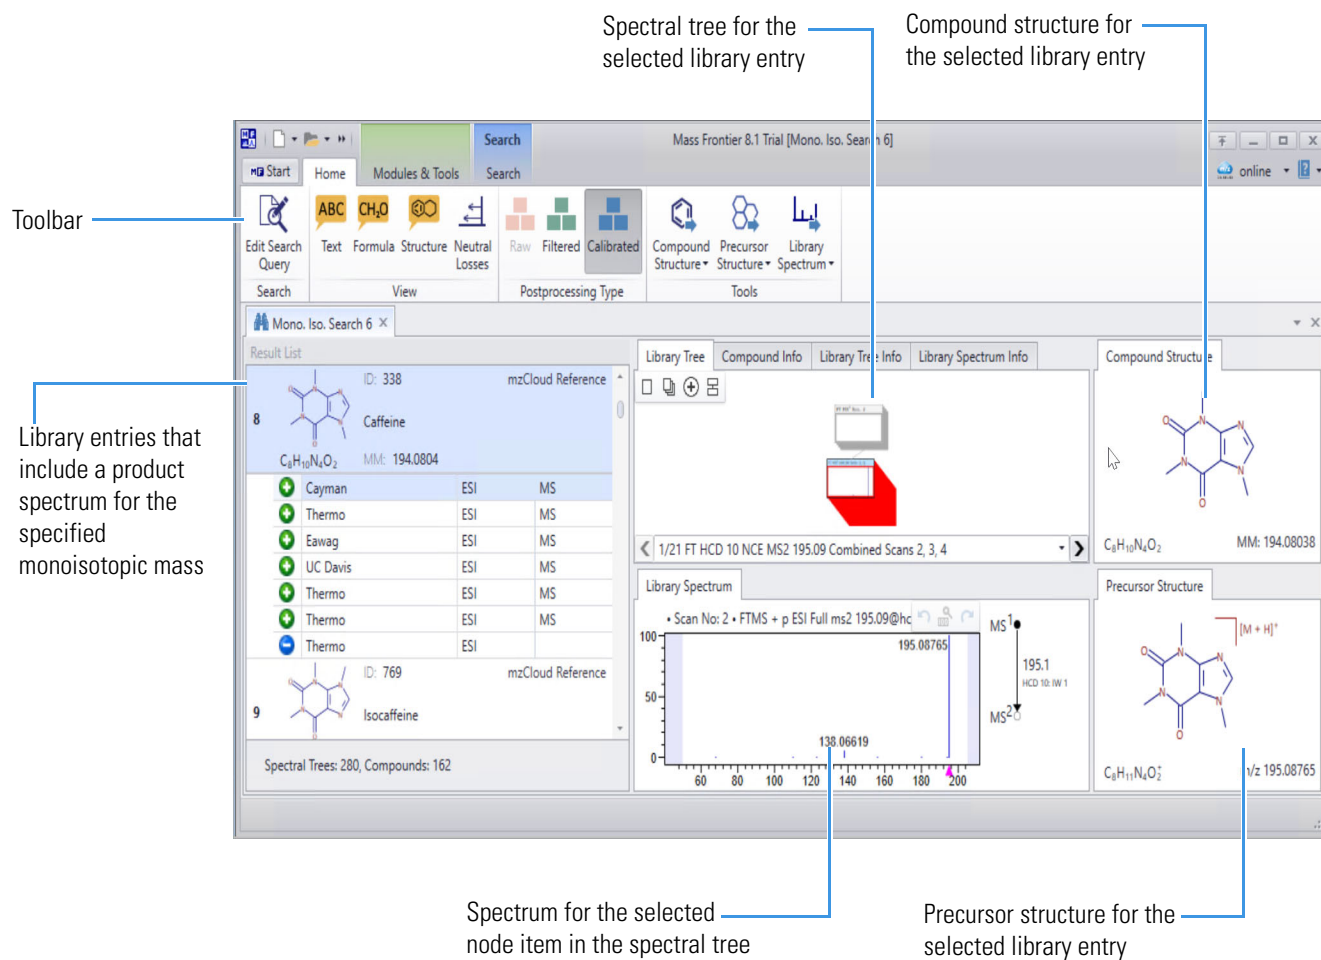 Spectral tree for the
selected library entry
Compound structure for
the selected library entry
Search
Mass Frontier 8.1 Trial [Mono. Iso. Search 6]
Start
Home
Modules & Tools
Search
online
Toolbar
ABC
CH₂O
Edit Search
Query
Text
Formula
Structure
Neutral
Losses
Raw
Filtered
Calibrated
Compound
Structure
Precursor
Structure
Library
Spectrum
Search
View
Postprocessing Type
Tools
Mono. Iso. Search 6
Result List
Library Tree
Compound Info
Library Tree Info
Library Spectrum Info
Compound Structure
Library entries that
include a product
spectrum for the
specified
monoisotopic mass
ID: 338
mzCloud Reference
8
Caffeine
C₈H₁₀N₄O₂
MM: 194.0804
Cayman ESI MS
Thermo ESI MS
Eawag ESI MS
UC Davis ESI MS
Thermo ESI MS
Thermo ESI MS
Thermo ESI
ID: 769
mzCloud Reference
9
Isocaffeine
Spectral Trees: 280, Compounds: 162
1/21 FT HCD 10 NCE MS2 195.09 Combined Scans 2, 3, 4
C₈H₁₀N₄O₂
MM: 194.08038
Library Spectrum
• Scan No: 2 • FTMS + p ESI Full ms2 195.09@hc
100
50
0
195.08765
138.06619
60 80 100 120 140 160 180 200
MS1
195.1
HCD 10: IW 1
MS2
Precursor Structure
[M + H]⁺
C₈H₁₁N₄O₂⁺
m/z 195.08765
Spectrum for the selected
node item in the spectral tree
Precursor structure for the
selected library entry